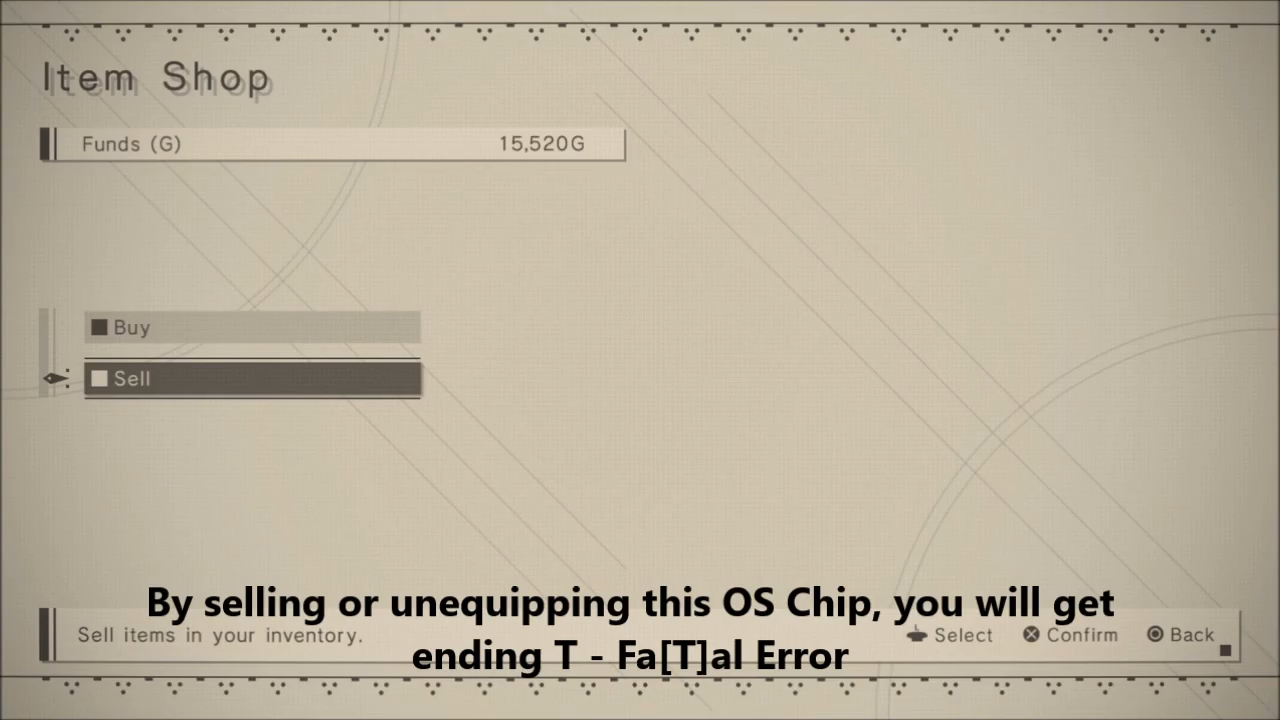 Item Shop
Funds (G) 15,520G
Buy
Sell
By selling or unequipping this OS Chip, you will get
ending T - Fa[T]al Error
Sell items in your inventory. Select Confirm Back